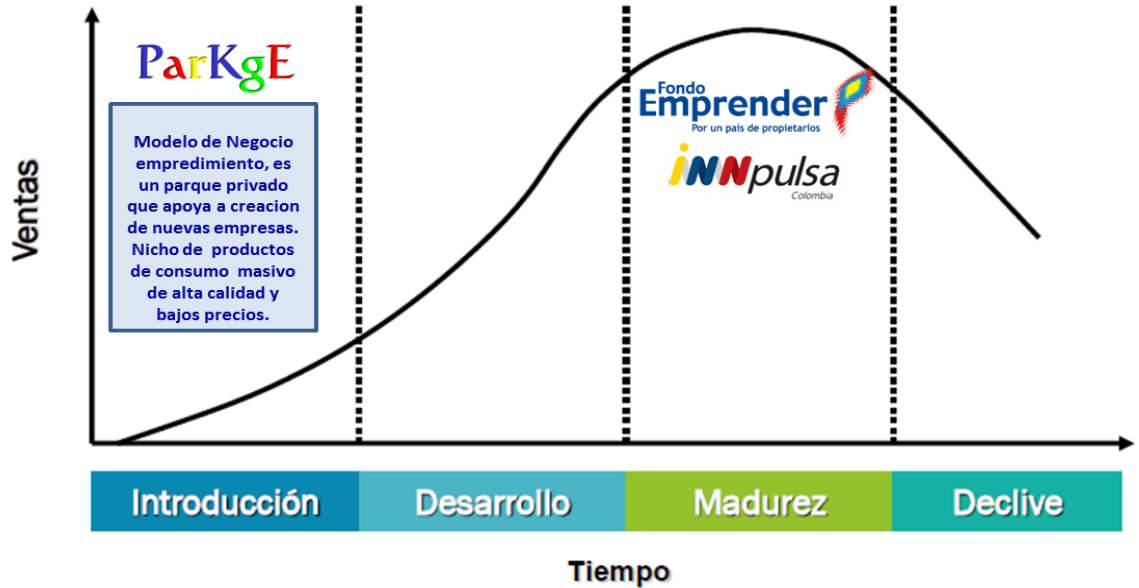 ParKgE
Modelo de Negocio
empredimiento, es
un parque privado
que apoya a creacion
de nuevas empresas.
Nicho de productos
de consumo masivo
de alta calidad y
bajos precios.
Fondo
Emprender
Por un país de propietarios
iNNpulsa
Colombia
Ventas
Introducción
Desarrollo
Madurez
Declive
Tiempo